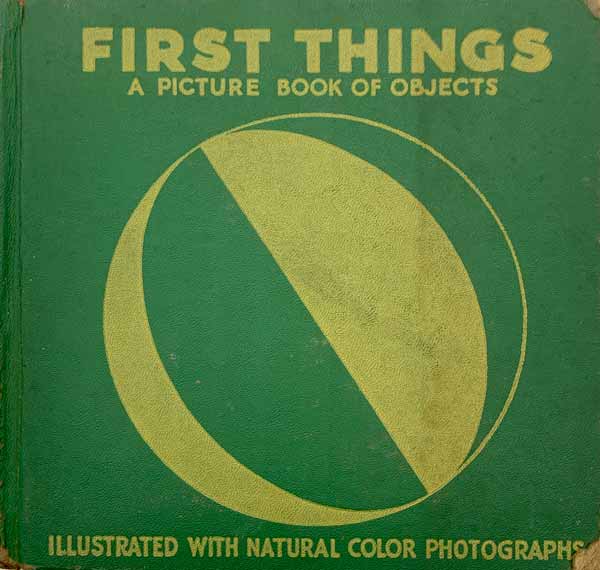 FIRST THINGS
A PICTURE BOOK OF OBJECTS
ILLUSTRATED WITH NATURAL COLOR PHOTOGRAPHS